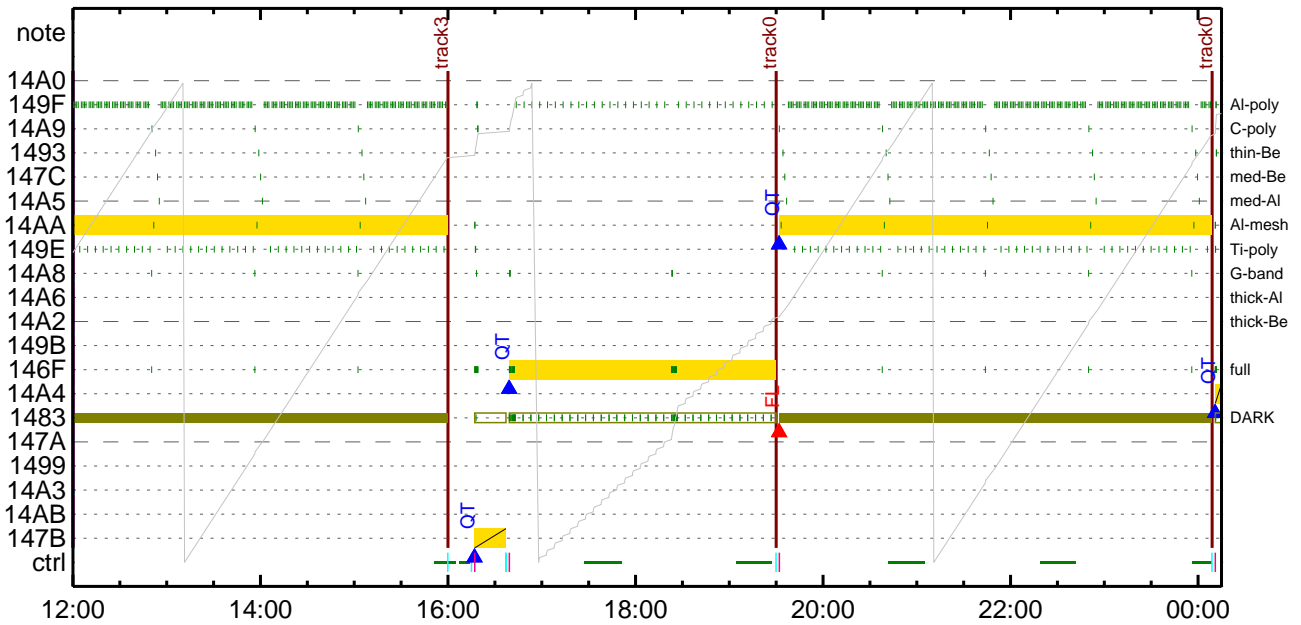 track3
track0
track0
note
14A0
149F Al-poly
14A9 C-poly
1493 thin-Be
147C med-Be
14A5 med-Al
QT
14AA Al-mesh
149E Ti-poly
14A8 G-band
14A6 thick-Al
14A2 thick-Be
149B
QT
146F full
QT
14A4
FL
1483 DARK
147A
1499
14A3
14AB
QT
147B
ctrl
12:00 14:00 16:00 18:00 20:00 22:00 00:00